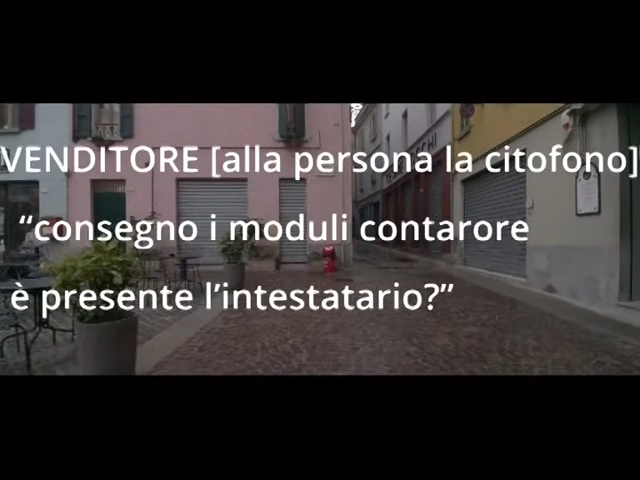 VENDITORE [alla persona la citofono]
“consegno i moduli contarore
è presente l’intestatario?”